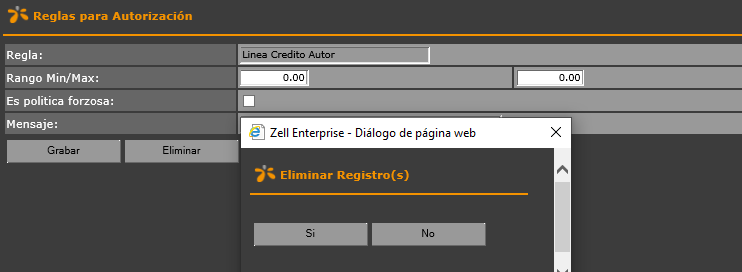 Reglas para Autorización
Regla: Linea Credito Autor
Rango Min/Max: 0.00 0.00
Es politica forzosa:
Mensaje:
Grabar Eliminar
Zell Enterprise - Diálogo de página web
Eliminar Registro(s)
Si No